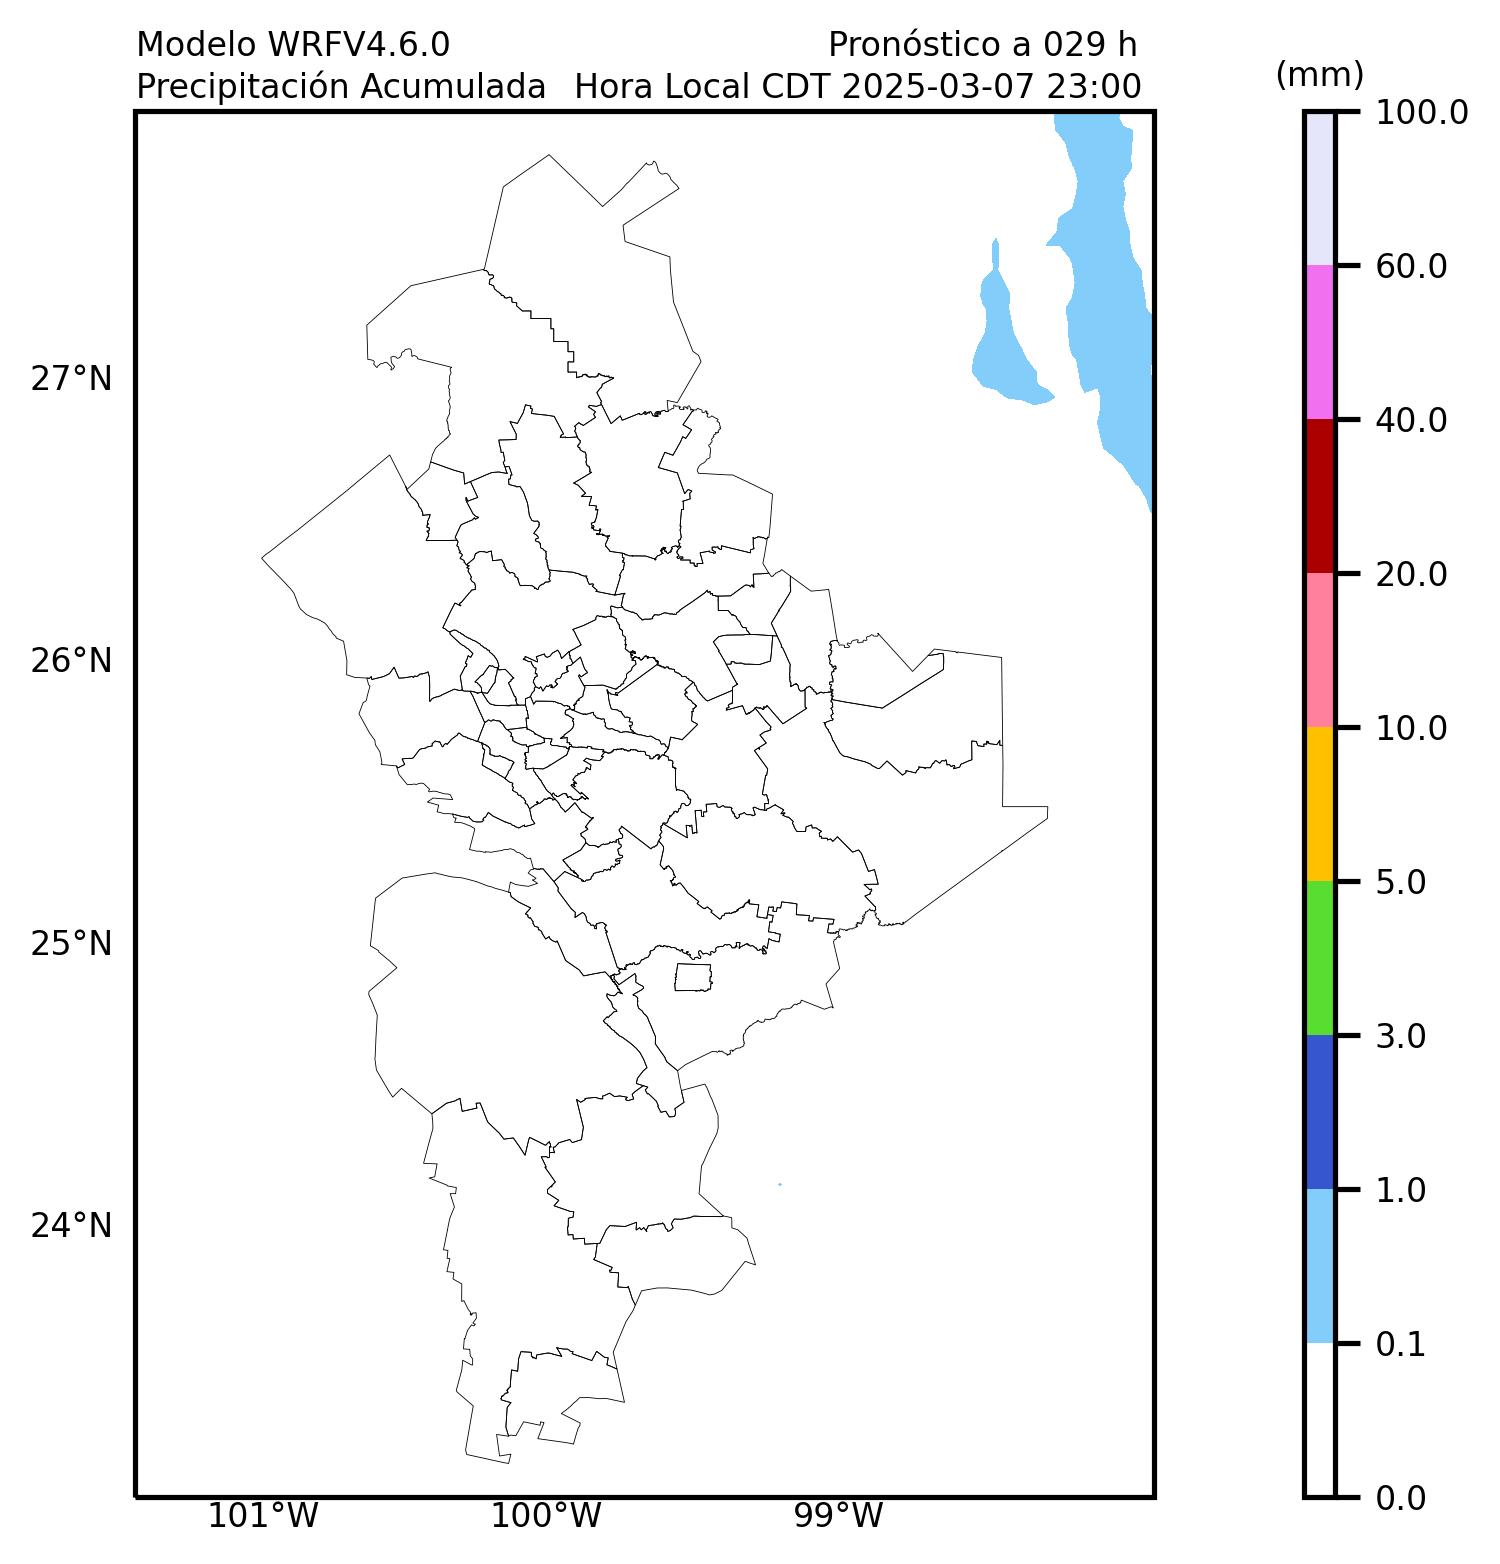 Modelo WRFV4.6.0 Pronóstico a 029 h
Precipitación Acumulada Hora Local CDT 2025-03-07 23:00
(mm)
100.0
60.0
40.0
20.0
10.0
5.0
3.0
1.0
0.1
0.0
27°N
26°N
25°N
24°N
101°W 100°W 99°W